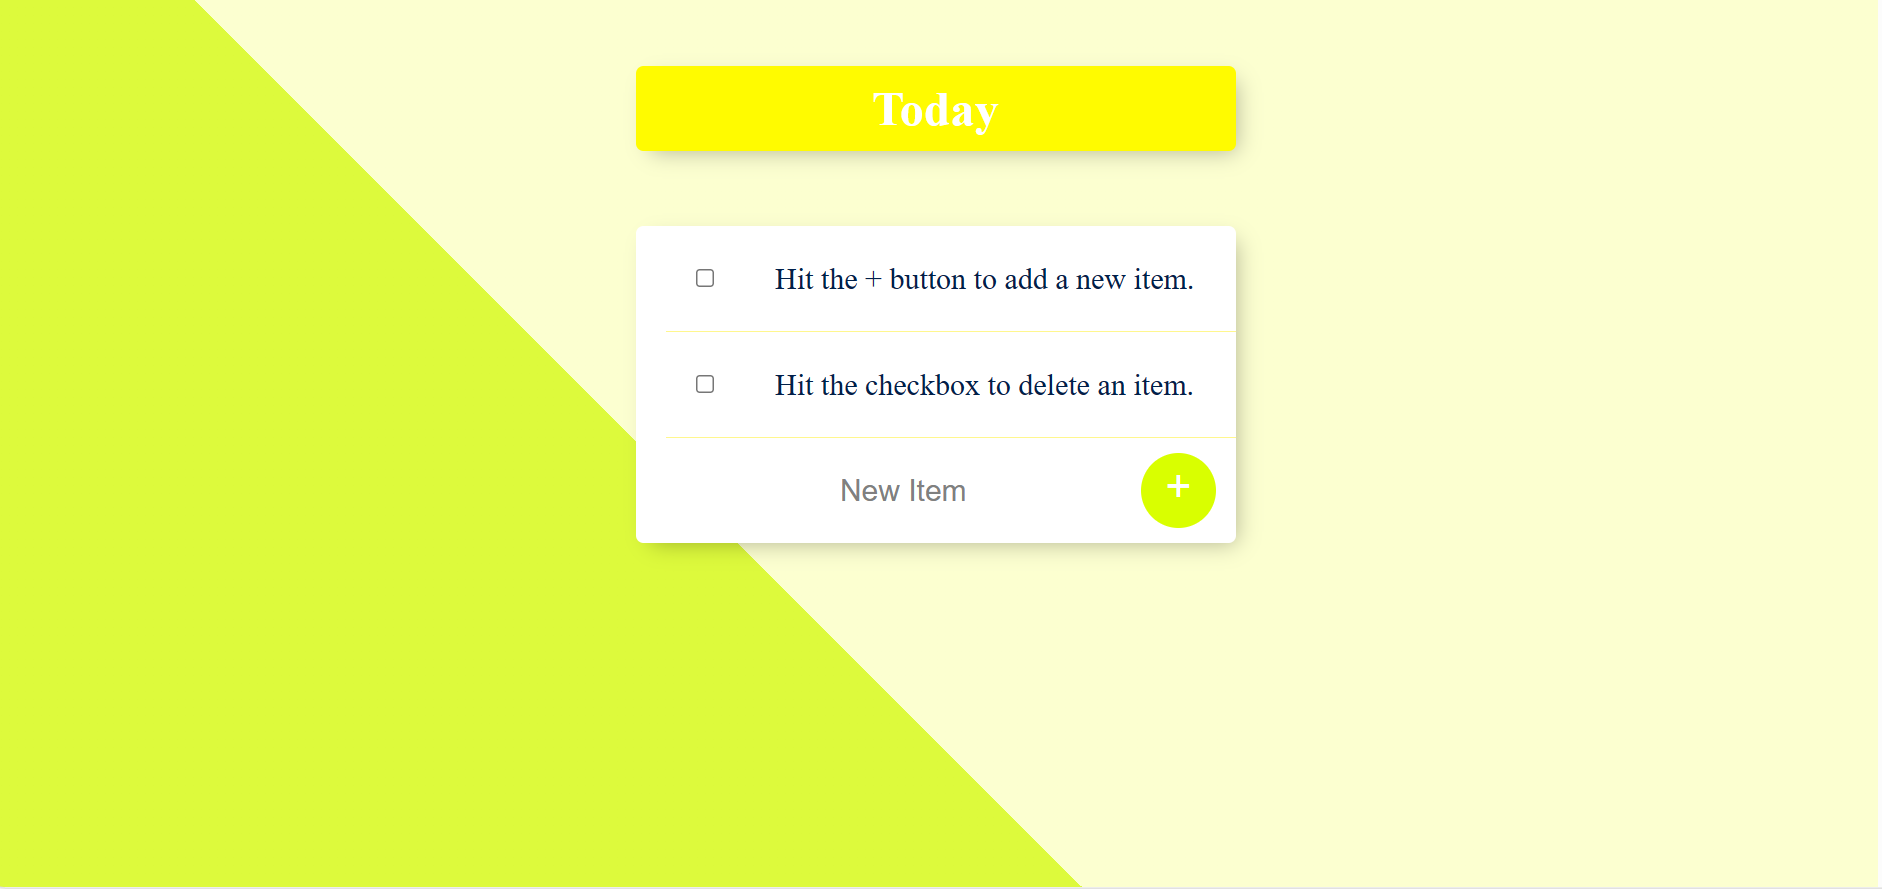 Today
Hit the + button to add a new item.
Hit the checkbox to delete an item.
New Item +